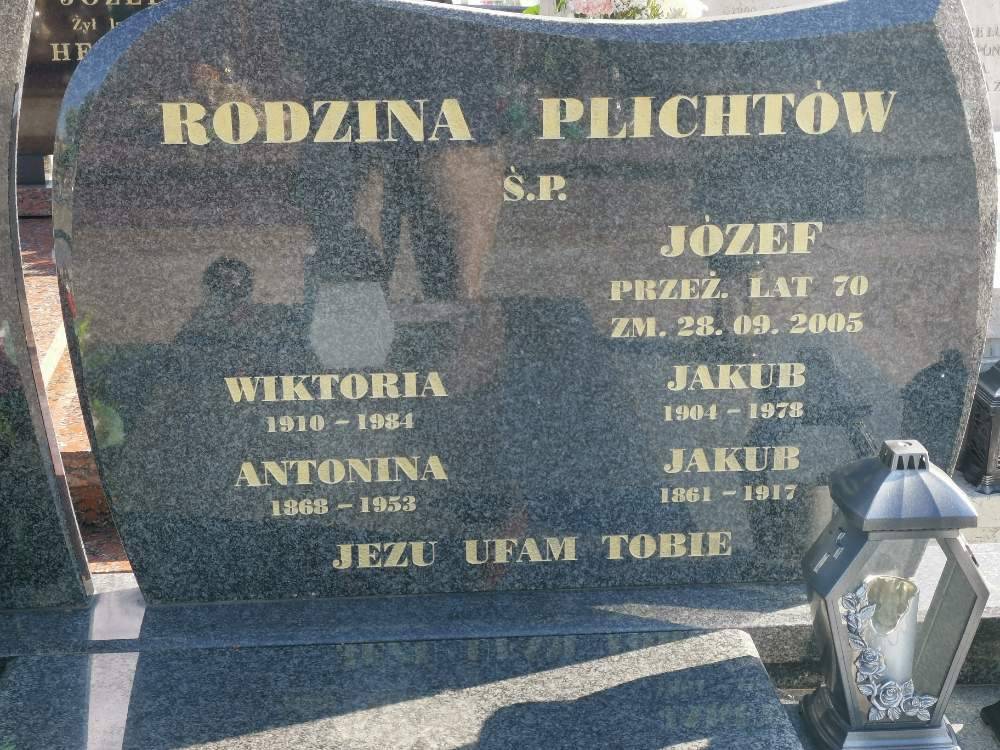 RODZINA PLICHTÓW
Ś.P.
JÓZEF
PRZEŻ. LAT 70
ZM. 28. 09. 2005
WIKTORIA
1910 – 1984
JAKUB
1904 – 1978
ANTONINA
1868 – 1953
JAKUB
1861 – 1917
JEZU UFAM TOBIE